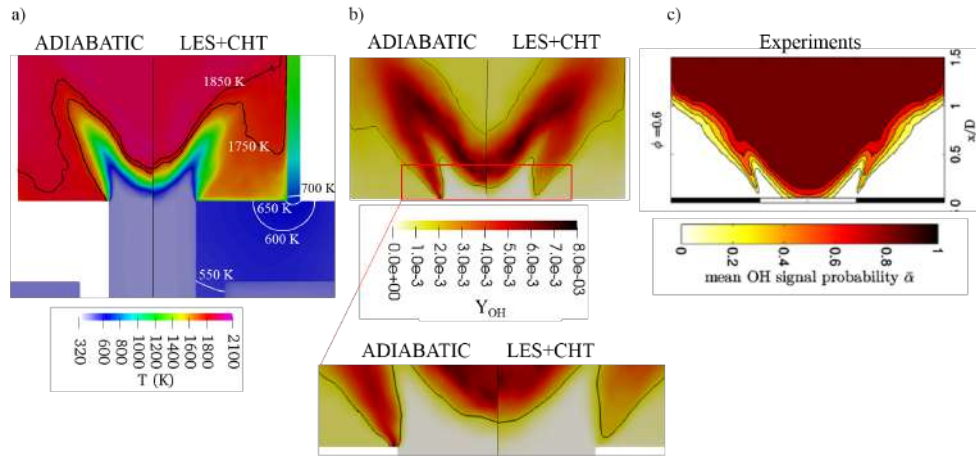 a)
ADIABATIC LES+CHT
1850 K
1750 K
700 K
650 K
600 K
550 K
320
600
800
1000
1200
1400
1600
1800
2100
T (K)
b)
ADIABATIC LES+CHT
0.0e+00
1.0e-3
2.0e-3
3.0e-3
4.0e-3
5.0e-3
6.0e-3
7.0e-3
8.0e-03
Y_OH
ADIABATIC LES+CHT
c)
Experiments
ϕ =0.6
1.5
1
0.5
0
x/D
0 0.2 0.4 0.6 0.8 1
mean OH signal probability ᾱ